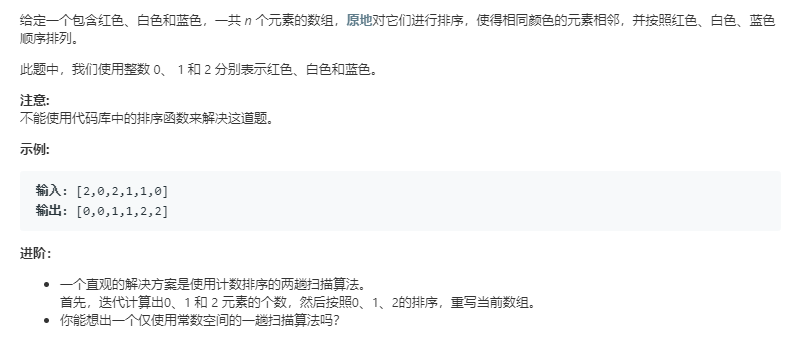 给定一个包含红色、白色和蓝色，一共 n 个元素的数组，原地对它们进行排序，使得相同颜色的元素相邻，并按照红色、白色、蓝色
顺序排列。
此题中，我们使用整数 0、 1 和 2 分别表示红色、白色和蓝色。
注意:
不能使用代码库中的排序函数来解决这道题。
示例:
输入: [2,0,2,1,1,0]
输出: [0,0,1,1,2,2]
进阶：
• 一个直观的解决方案是使用计数排序的两趟扫描算法。
首先，迭代计算出0、1 和 2 元素的个数，然后按照0、1、2的排序，重写当前数组。
• 你能想出一个仅使用常数空间的一趟扫描算法吗？